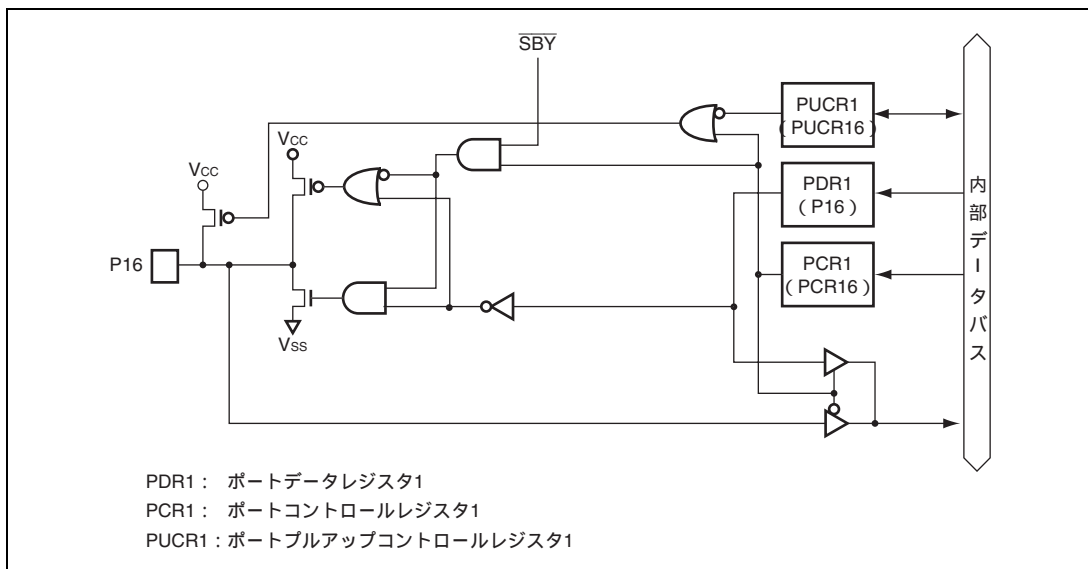 SBY
PUCR1
(PUCR16)
VCC
VCC
PDR1
(P16)
P16
PCR1
(PCR16)
VSS
内部データバス
PDR1： ポートデータレジスタ1
PCR1： ポートコントロールレジスタ1
PUCR1：ポートプルアップコントロールレジスタ1